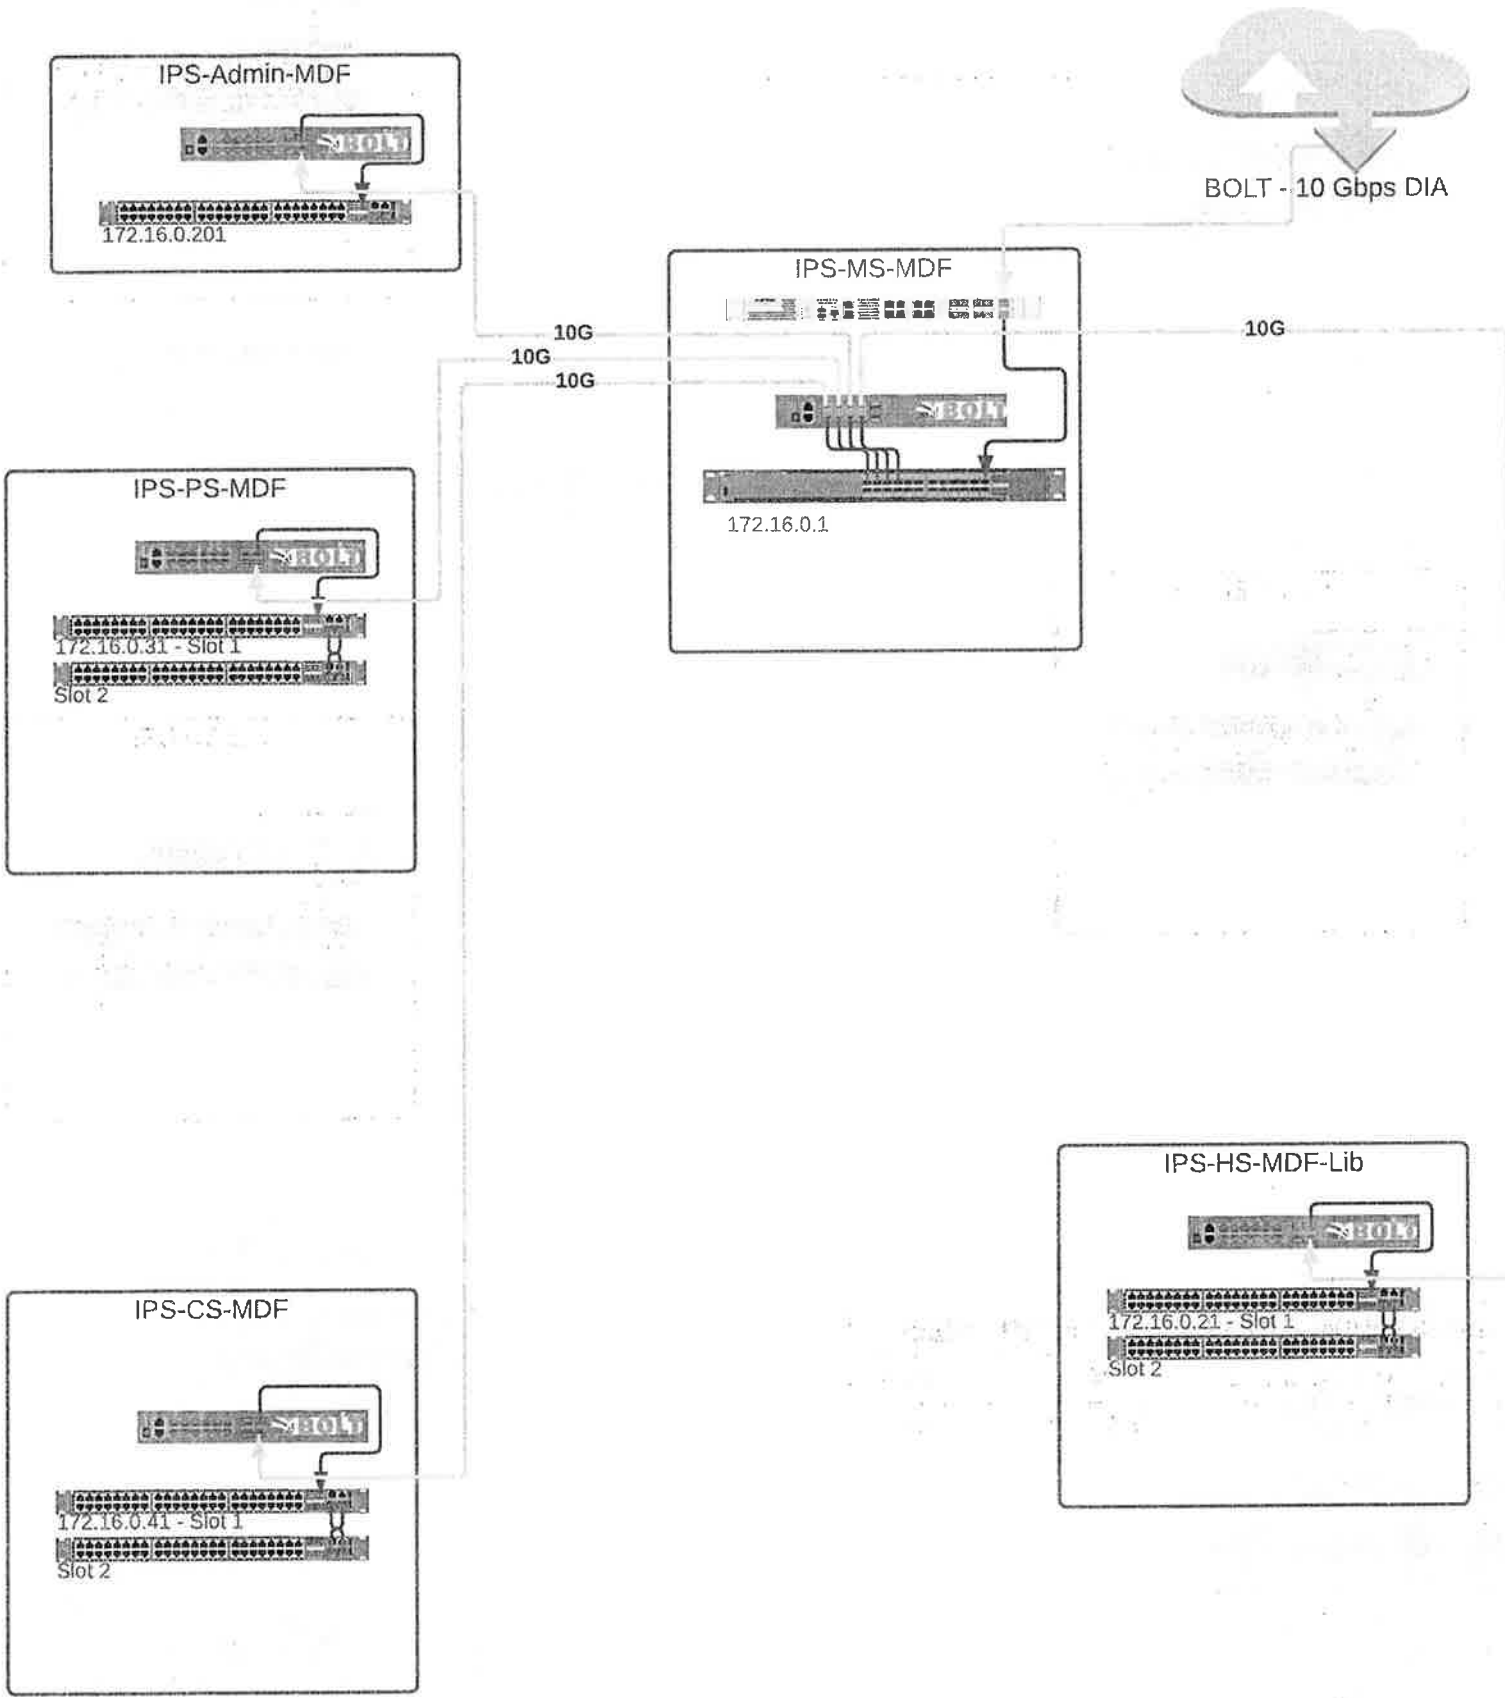 IPS-Admin-MDF
BOLT
172.16.0.201
BOLT - 10 Gbps DIA
IPS-MS-MDF
10G
10G
10G
10G
BOLT
172.16.0.1
IPS-PS-MDF
BOLT
172.16.0.31 - Slot 1
Slot 2
IPS-HS-MDF-Lib
BOLT
172.16.0.21 - Slot 1
Slot 2
IPS-CS-MDF
BOLT
172.16.0.41 - Slot 1
Slot 2